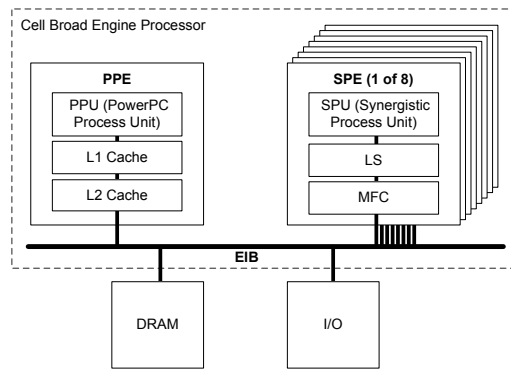 Cell Broad Engine Processor
PPE
PPU (PowerPC
Process Unit)
L1 Cache
L2 Cache
SPE (1 of 8)
SPU (Synergistic
Process Unit)
LS
MFC
EIB
DRAM
I/O